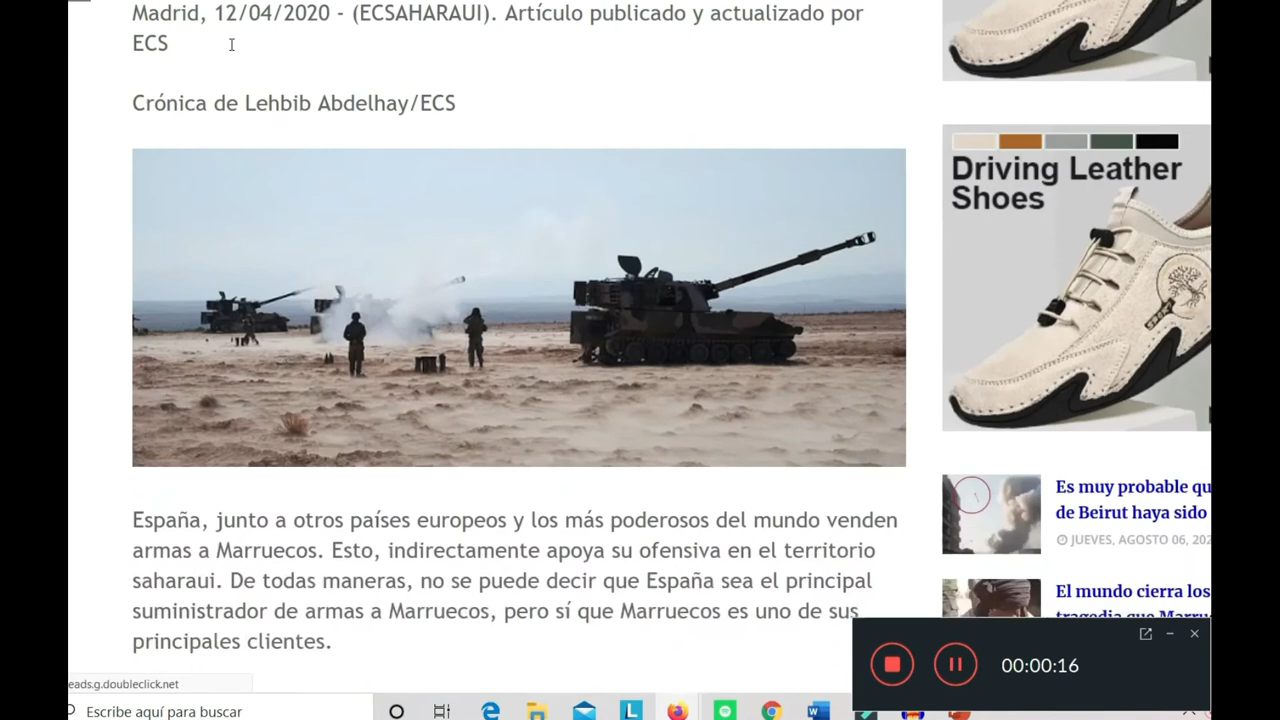 Madrid, 12/04/2020 - (ECSAHARAUI). Artículo publicado y actualizado por
ECS
Crónica de Lehbib Abdelhay/ECS
España, junto a otros países europeos y los más poderosos del mundo venden
armas a Marruecos. Esto, indirectamente apoya su ofensiva en el territorio
saharaui. De todas maneras, no se puede decir que España sea el principal
suministrador de armas a Marruecos, pero sí que Marruecos es uno de sus
principales clientes.
Driving Leather
Shoes
Es muy probable qu
de Beirut haya sido
JUEVES, AGOSTO 06, 202
El mundo cierra los
tragedia que Marru
00:00:16
eads.g.doubleclick.net
Escribe aquí para buscar